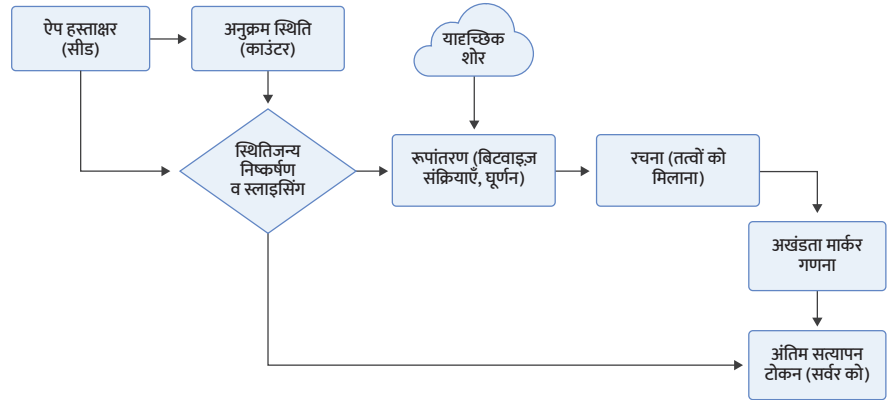 ऐप हस्ताक्षर
(सीड)
अनुक्रम स्थिति
(काउंटर)
यादृच्छिक
शोर
स्थितिजन्य
निष्कर्षण
व स्लाइसिंग
रूपांतरण (बिटवाइज़
संक्रियाएँ, घूर्णन)
रचना (तत्वों को
मिलाना)
अखंडता मार्कर
गणना
अंतिम सत्यापन
टोकन (सर्वर को)